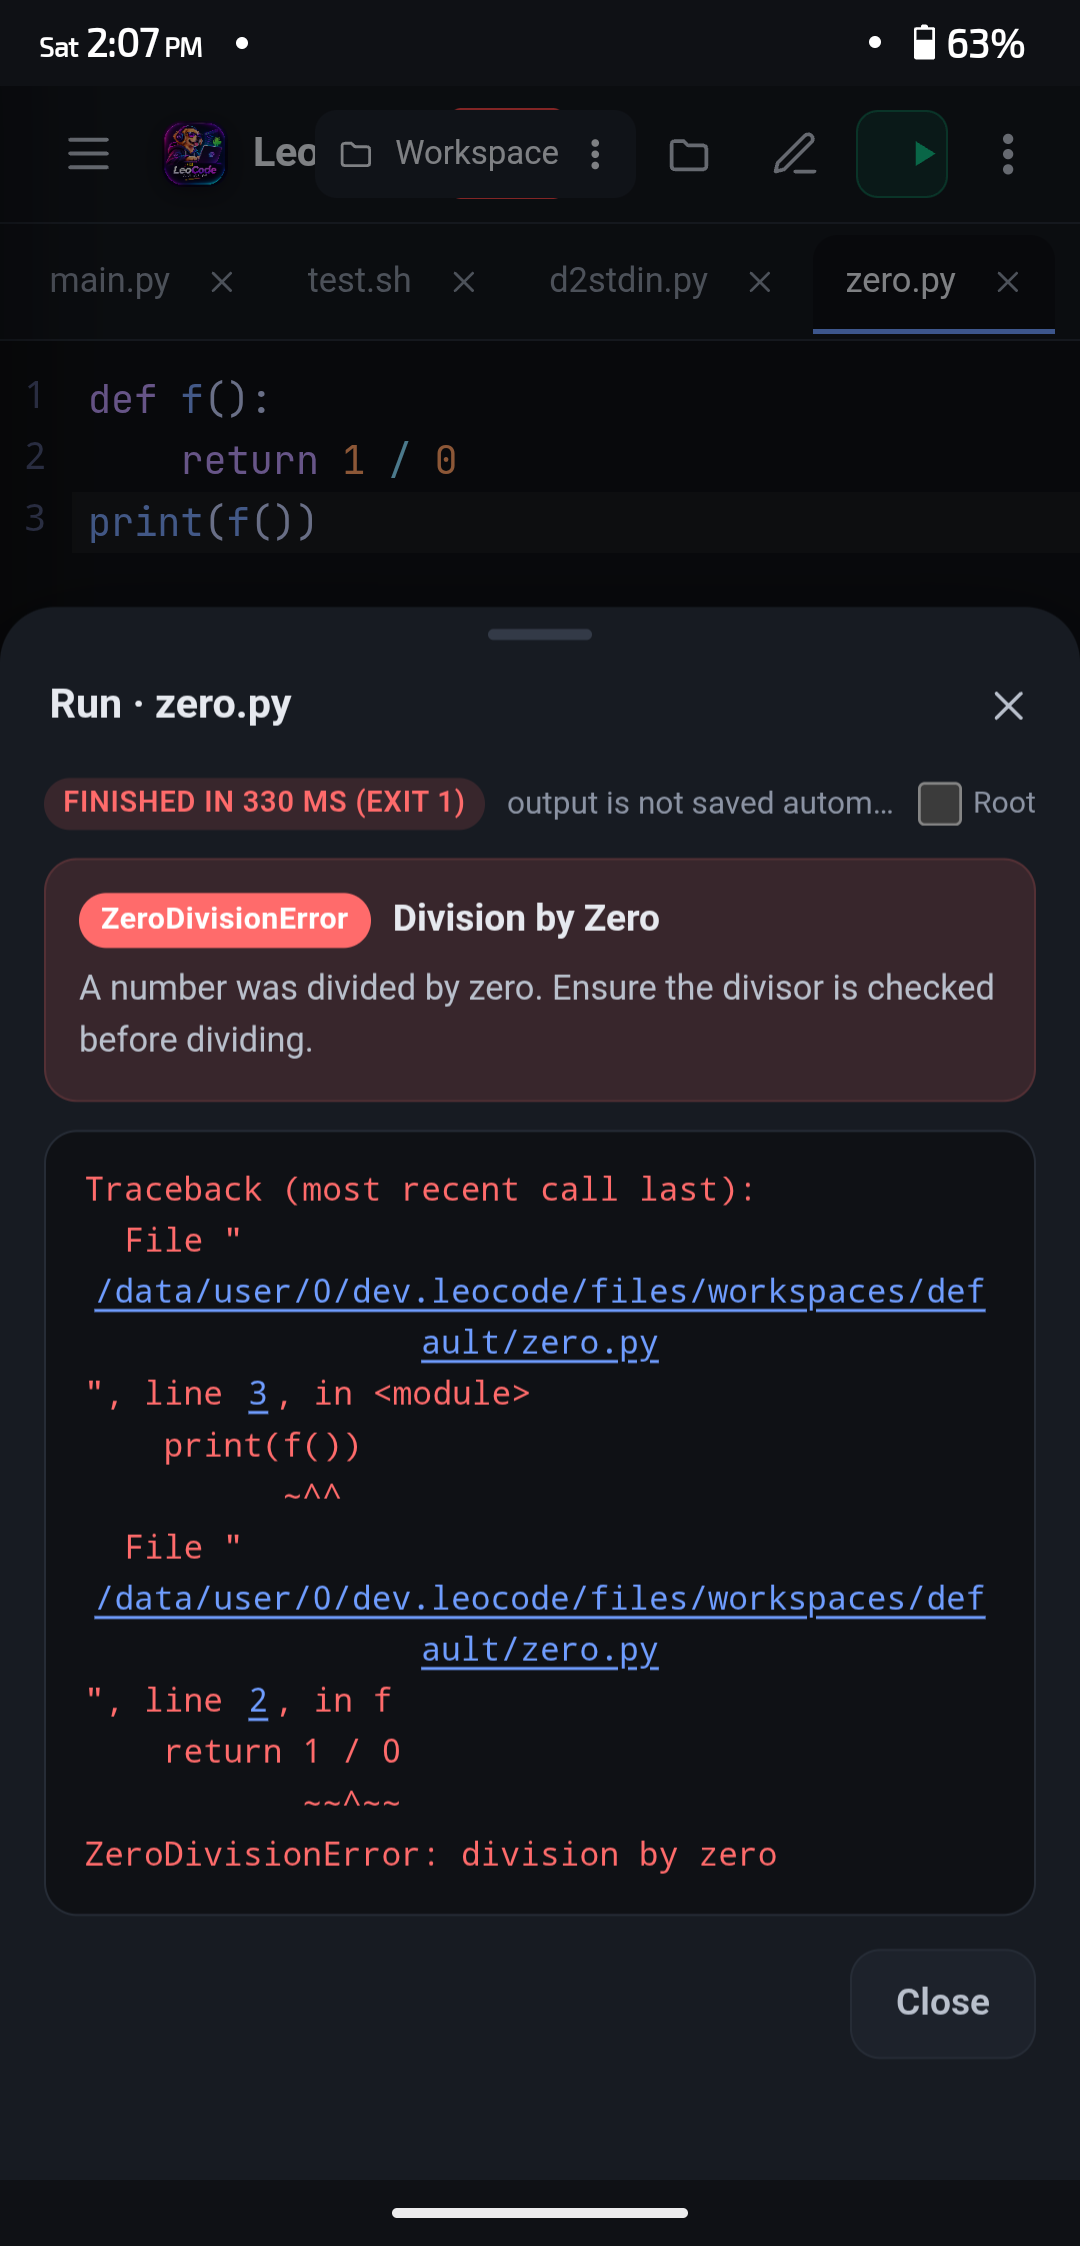 Sat 2:07 PM
63%
LeoCode
Leo
Workspace
main.py
test.sh
d2stdin.py
zero.py
1 def f():
2     return 1 / 0
3 print(f())
Run · zero.py
FINISHED IN 330 MS (EXIT 1)
output is not saved autom…
Root
ZeroDivisionError Division by Zero
A number was divided by zero. Ensure the divisor is checked
before dividing.
Traceback (most recent call last):
  File "
/data/user/0/dev.leocode/files/workspaces/def
ault/zero.py
", line 3, in <module>
    print(f())
          ~^^
  File "
/data/user/0/dev.leocode/files/workspaces/def
ault/zero.py
", line 2, in f
    return 1 / 0
           ~~^~~
ZeroDivisionError: division by zero
Close